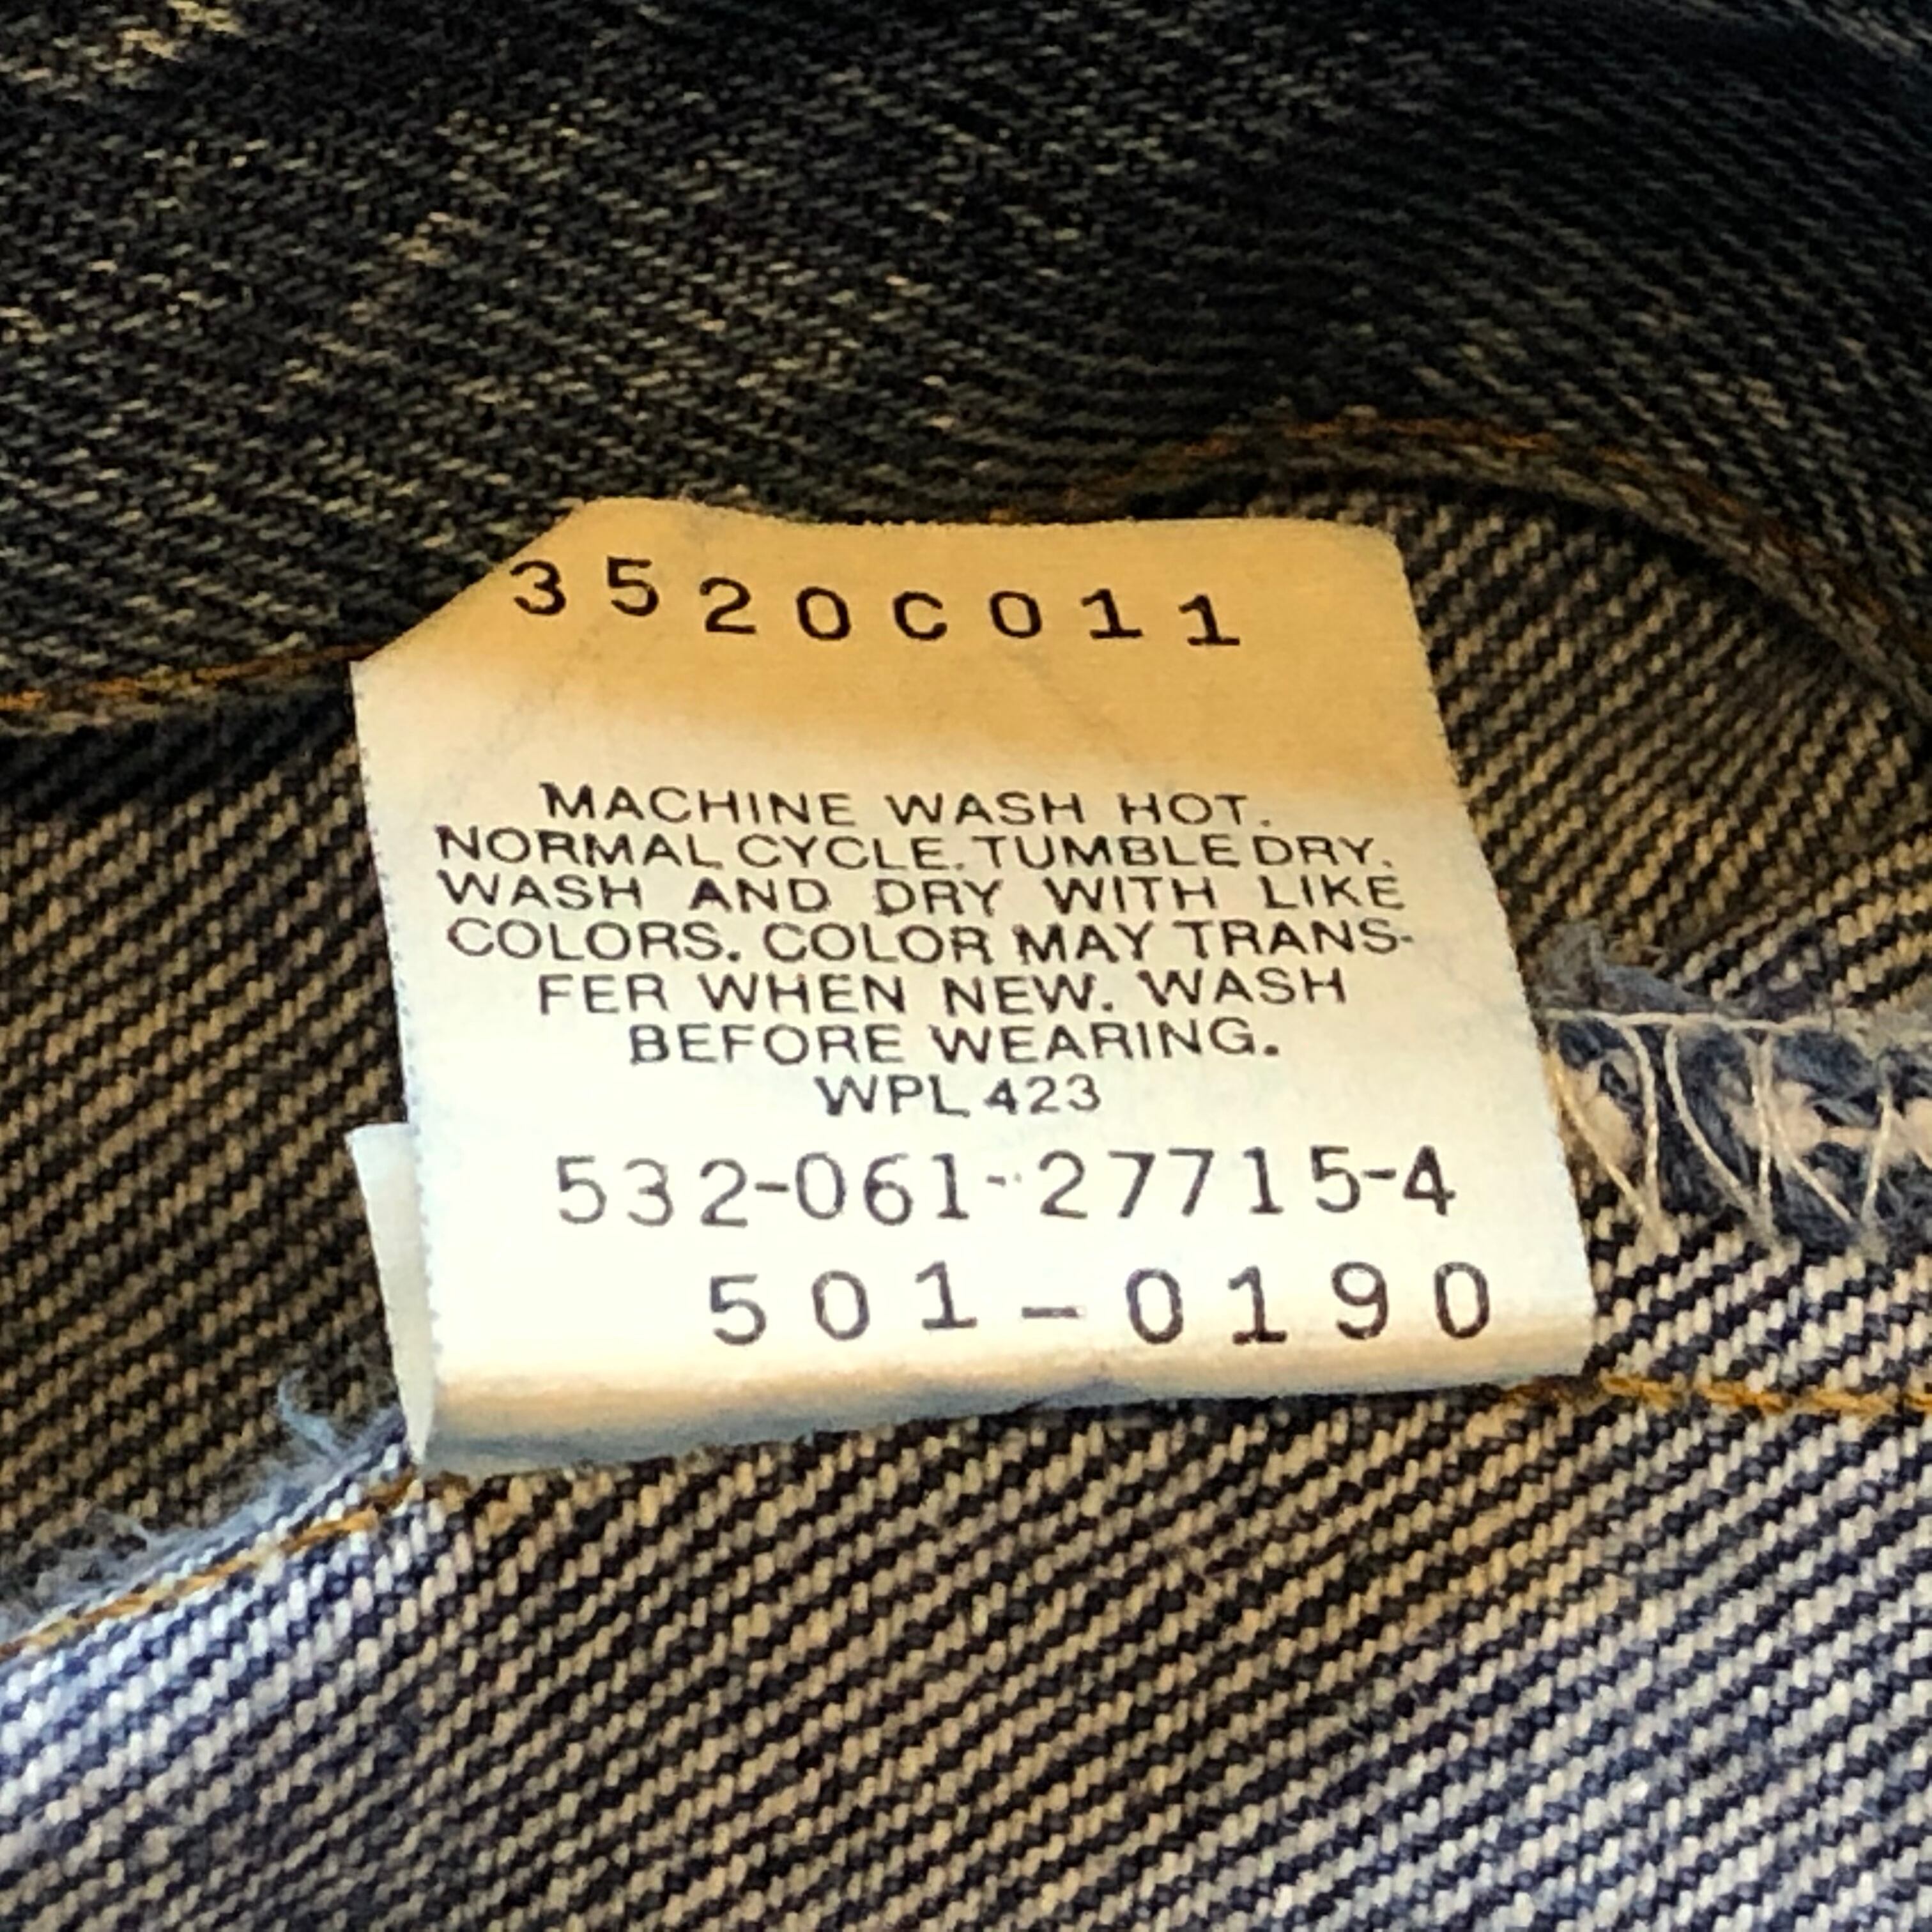 3520C011
MACHINE WASH HOT.
NORMAL CYCLE. TUMBLE DRY.
WASH AND DRY WITH LIKE
COLORS. COLOR MAY TRANS-
FER WHEN NEW. WASH
BEFORE WEARING.
WPL 423
532-061-27715-4
501-0190